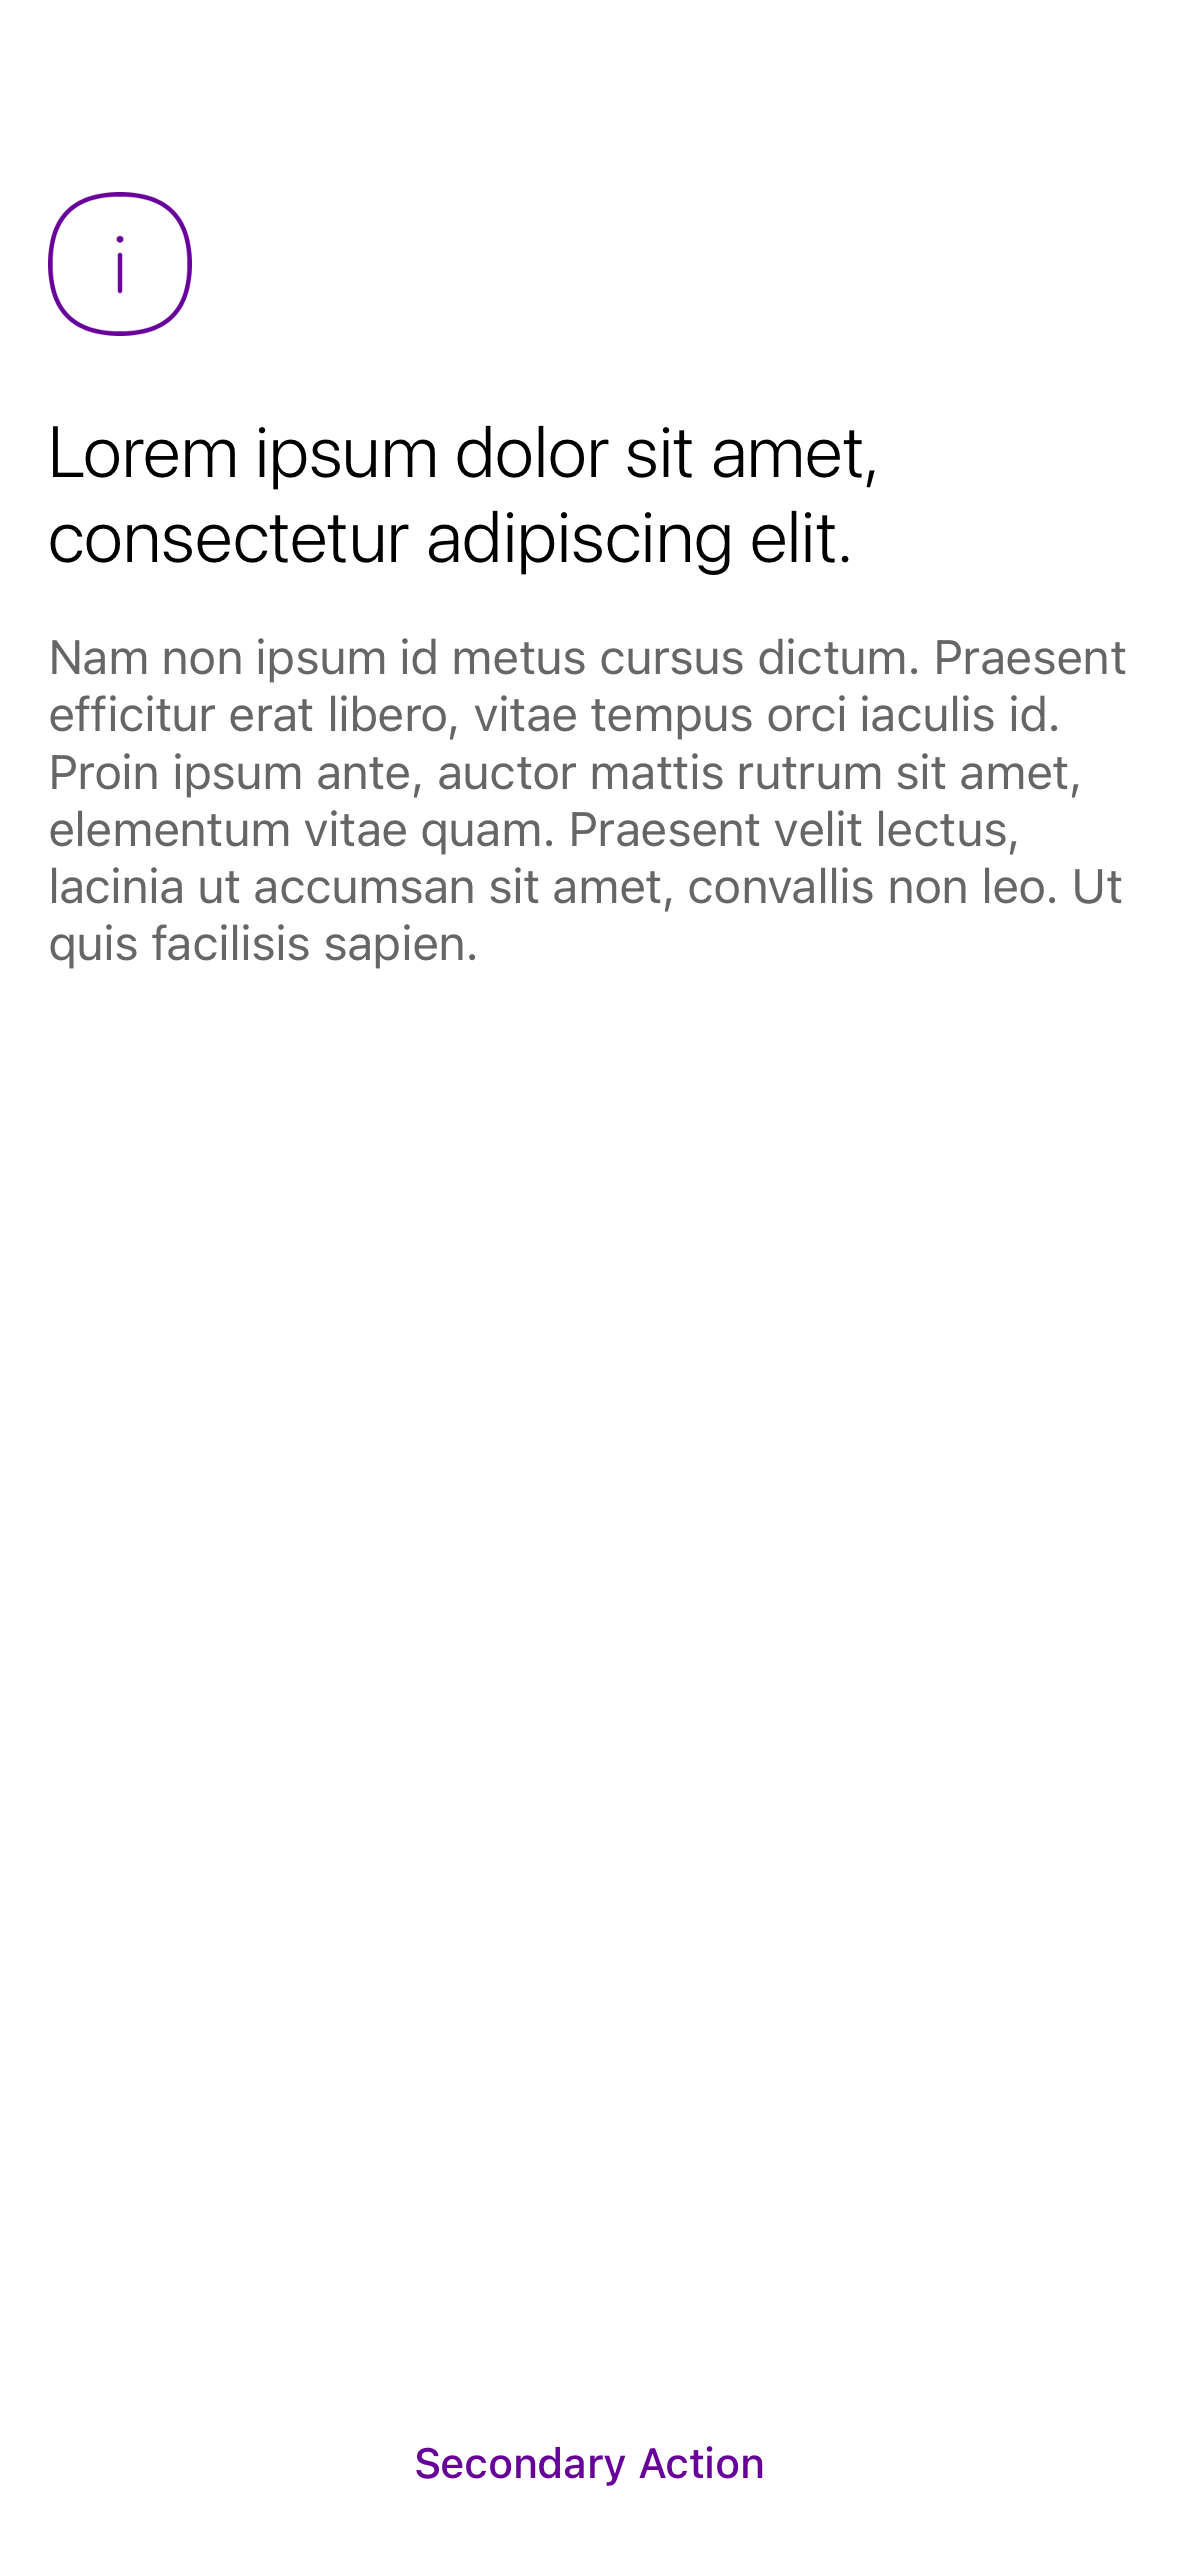 Lorem ipsum dolor sit amet,
consectetur adipiscing elit.
Nam non ipsum id metus cursus dictum. Praesent
efficitur erat libero, vitae tempus orci iaculis id.
Proin ipsum ante, auctor mattis rutrum sit amet,
elementum vitae quam. Praesent velit lectus,
lacinia ut accumsan sit amet, convallis non leo. Ut
quis facilisis sapien.
Secondary Action